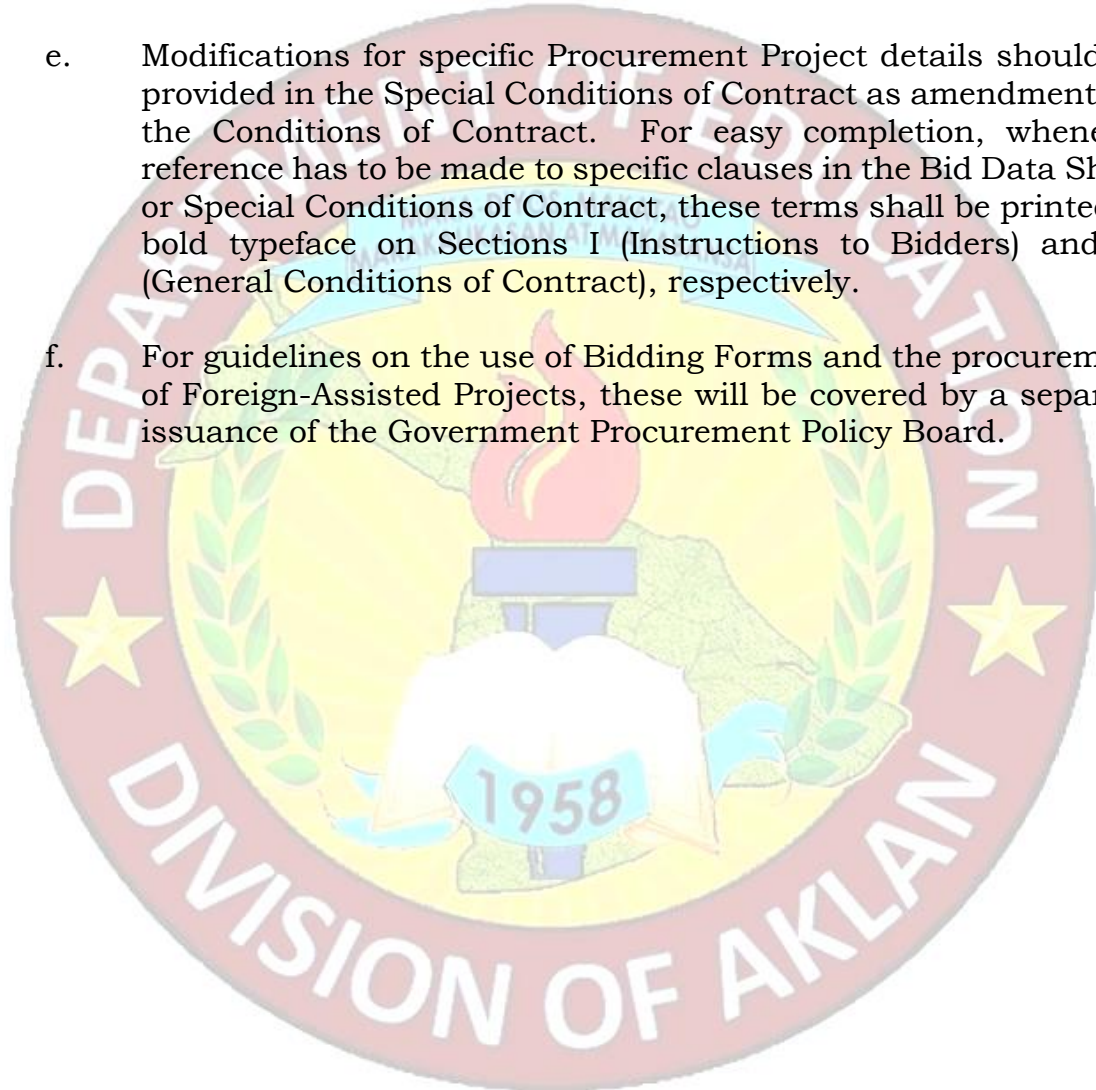 e. Modifications for specific Procurement Project details should
provided in the Special Conditions of Contract as amendment
the Conditions of Contract. For easy completion, whene
reference has to be made to specific clauses in the Bid Data Sh
or Special Conditions of Contract, these terms shall be printe
bold typeface on Sections I (Instructions to Bidders) and
(General Conditions of Contract), respectively.
f. For guidelines on the use of Bidding Forms and the procurem
of Foreign-Assisted Projects, these will be covered by a separ
issuance of the Government Procurement Policy Board.
DEPARTMENT OF EDUCATION
1958
DIVISION OF AKLAN